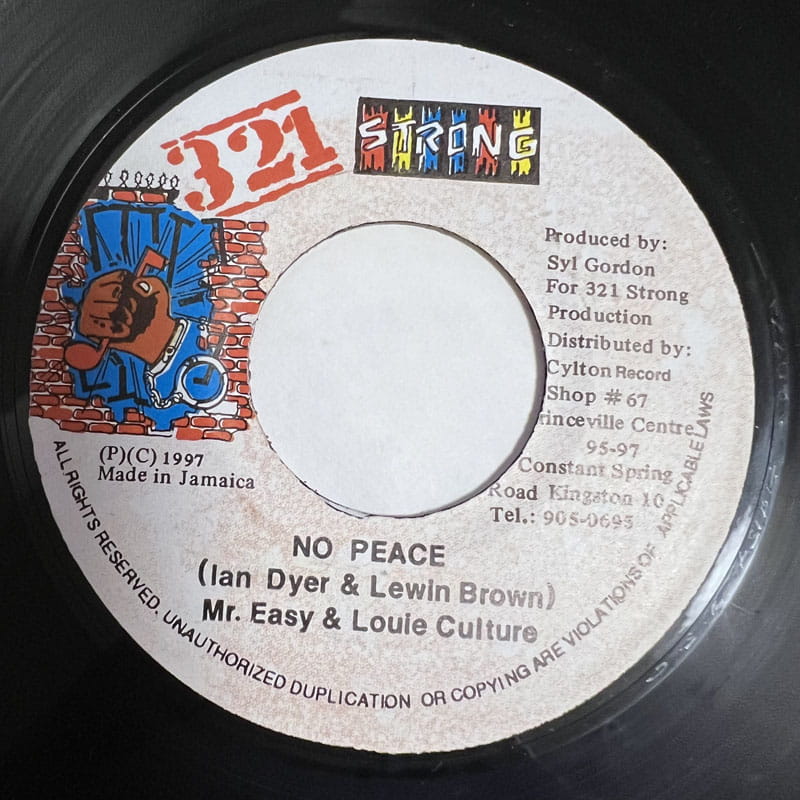 321 STRONG
Produced by:
Syl Gordon
For 321 Strong
Production
Distributed by:
Cylton Record
Shop # 67
rinceville Centre
95-97
Constant Spring
Road Kingston 10
Tel.: 905-0695
(P)(C) 1997
Made in Jamaica
NO PEACE
(Ian Dyer & Lewin Brown)
Mr. Easy & Louie Culture
ALL RIGHTS RESERVED. UNAUTHORIZED DUPLICATION OR COPYING ARE VIOLATIONS OF APPLICABLE LAWS